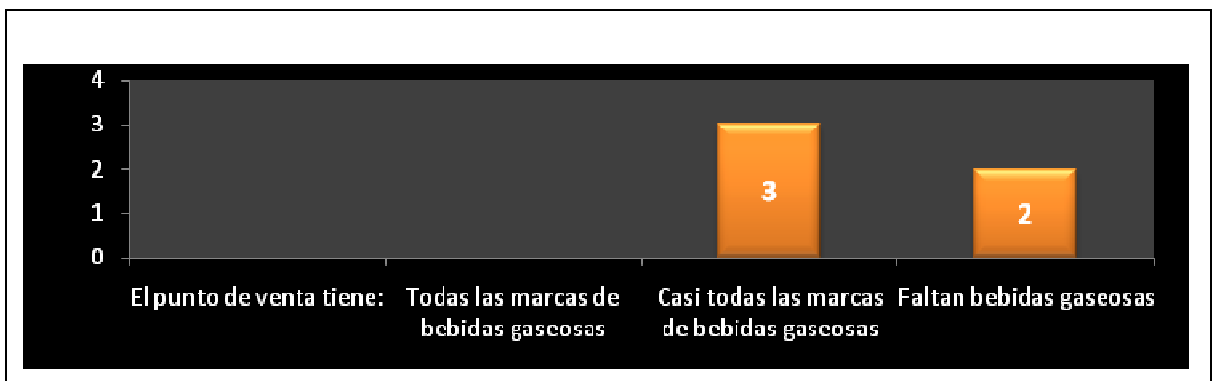 4
3
2
1
0
3
2
El punto de venta tiene:
Todas las marcas de
bebidas gaseosas
Casi todas las marcas
de bebidas gaseosas
Faltan bebidas gaseosas